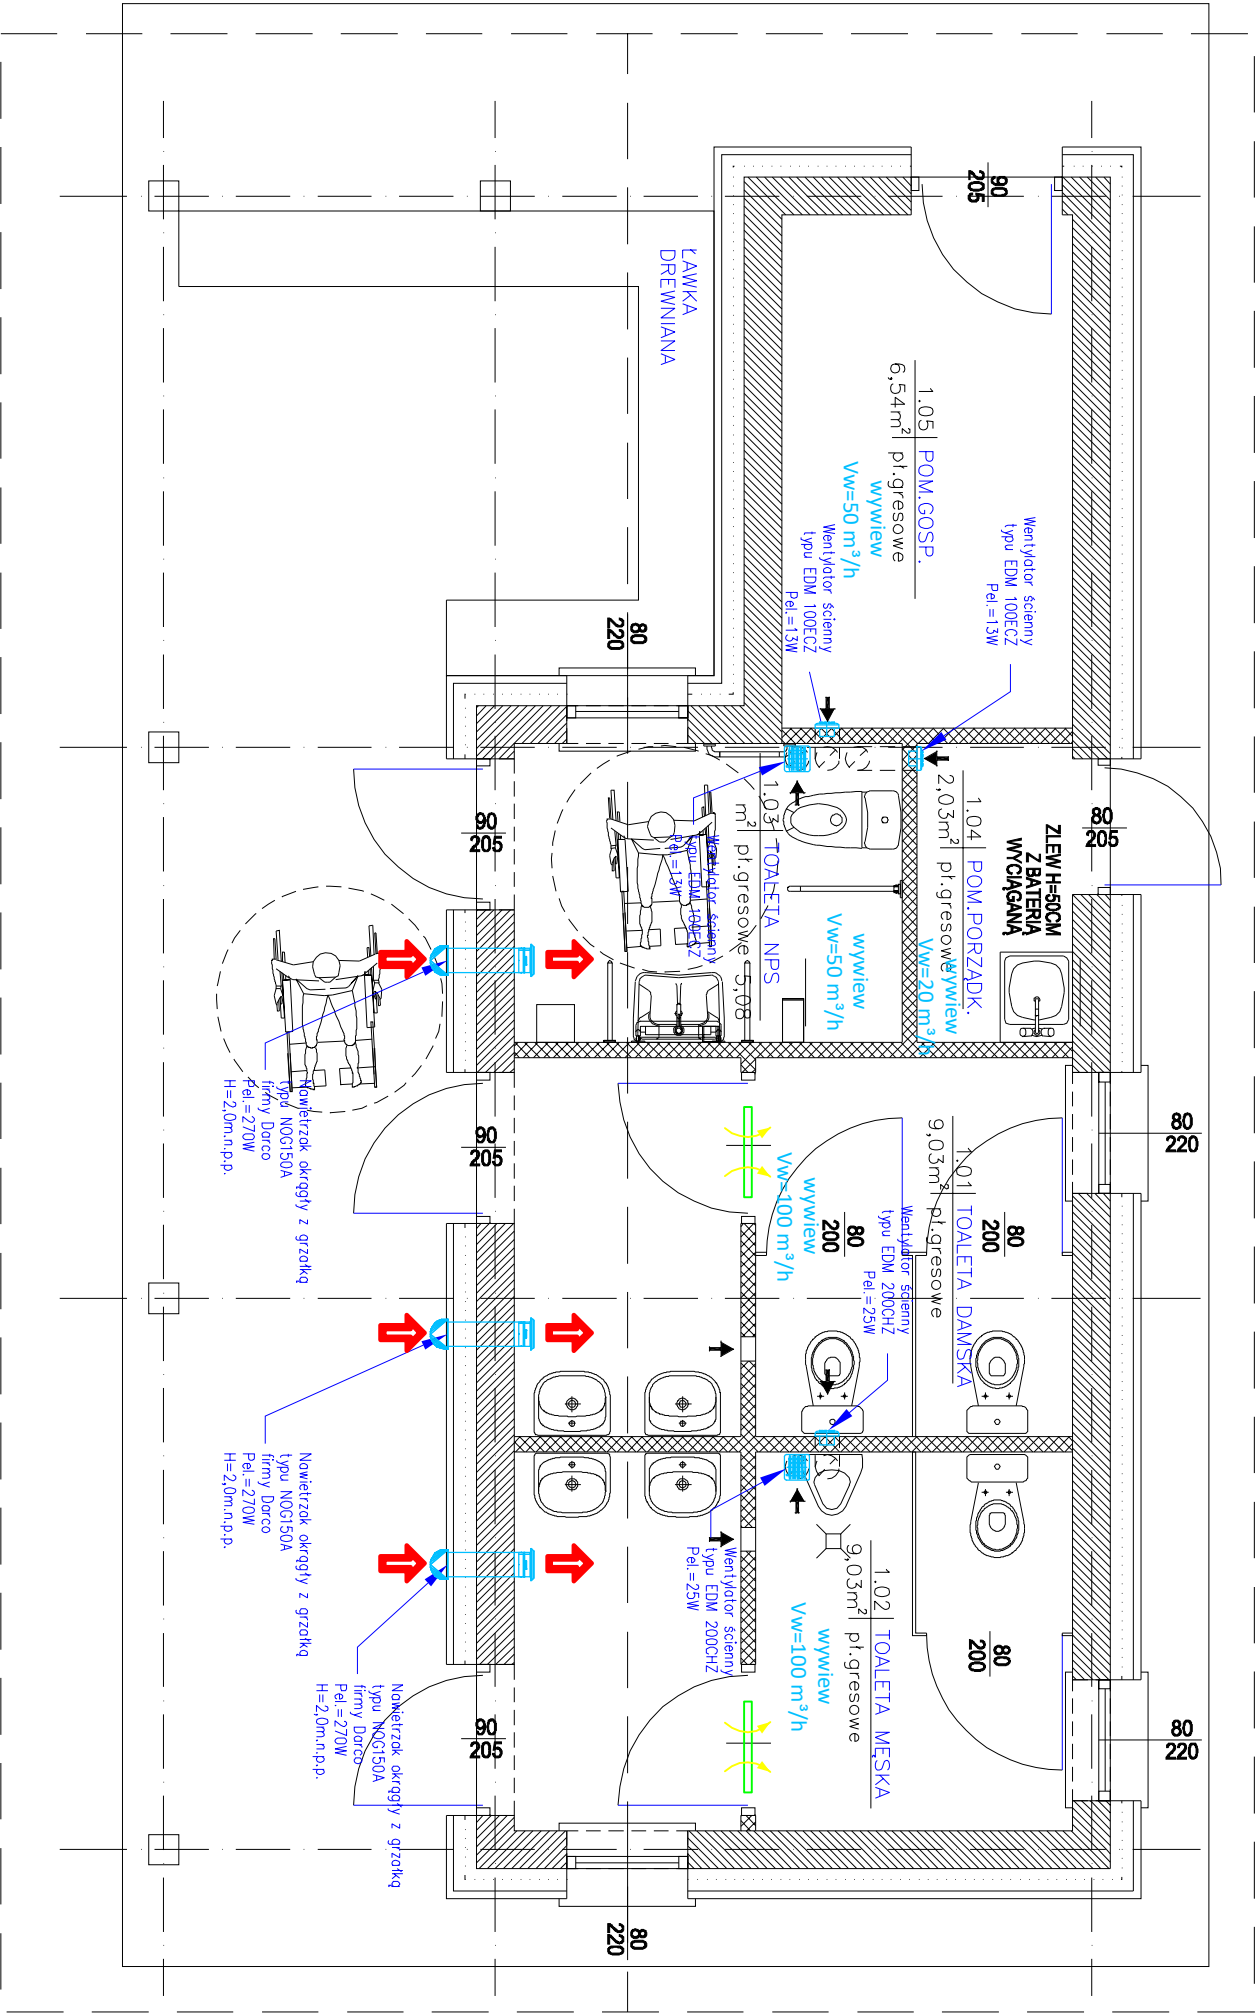 90
205
ŁAWKA
DREWNIANA
1.05 POM.GOSP.
6,54m² pł.gresowe
wywiew
Vw=50 m³/h
Wentylator ścienny
typu EDM 100ECZ
Pel.=13W
Wentylator ścienny
typu EDM 100ECZ
Pel.=13W
80
220
80
205
ZLEW H=50CM
Z BATERIĄ
WYCIĄGANĄ
1.04 POM.PORZĄDK.
2,03m² pł.gresowe
wywiew
Vw=20 m³/h
1.03 TOALETA NPS
m² pł.gresowe 5,08
wywiew
Vw=50 m³/h
Wentylator ścienny
typu EDM 100ECZ
Pel.=13W
90
205
Nawietrzak okrągły z grzałką
typu NOG150A
firmy Darco
Pel.=270W
H=2,0m.n.p.p.
90
205
80
220
1.01 TOALETA DAMSKA
9,03m² pł.gresowe
wywiew
Vw=100 m³/h
80
200
80
200
Wentylator ścienny
typu EDM 200CHZ
Pel.=25W
Nawietrzak okrągły z grzałką
typu NOG150A
firmy Darco
Pel.=270W
H=2,0m.n.p.p.
1.02 TOALETA MĘSKA
9,03m² pł.gresowe
wywiew
Vw=100 m³/h
Wentylator ścienny
typu EDM 200CHZ
Pel.=25W
80
200
80
220
Nawietrzak okrągły z grzałką
typu NOG150A
firmy Darco
Pel.=270W
H=2,0m.n.p.p.
90
205
80
220